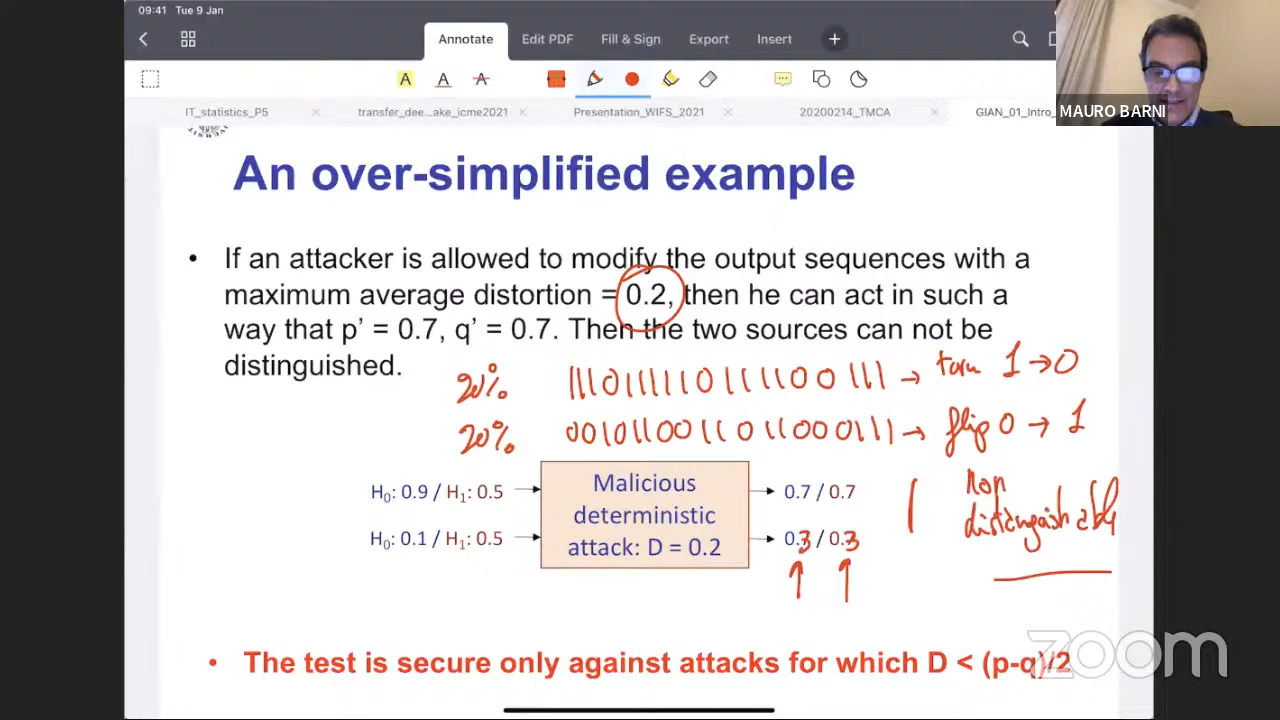 09:41 Tue 9 Jan
Annotate Edit PDF Fill & Sign Export Insert +
MAURO BARNI
A A A
IT_statistics_P5 × transfer_dee...ake_icme2021 × Presentation_WIFS_2021 × 20200214_TMCA × GIAN_01_Intro_
An over-simplified example
• If an attacker is allowed to modify the output sequences with a
maximum average distortion = 0.2, then he can act in such a
way that p' = 0.7, q' = 0.7. Then the two sources can not be
distinguished.
20% 111011111101111100111 → turn 1 → 0
20% 0010110011011000111 → flip 0 → 1
H0: 0.9 / H1: 0.5
Malicious
deterministic
attack: D = 0.2
0.7 / 0.7
H0: 0.1 / H1: 0.5
0.3 / 0.3
non
distinguishable
• The test is secure only against attacks for which D < (p-q)/2
zoom